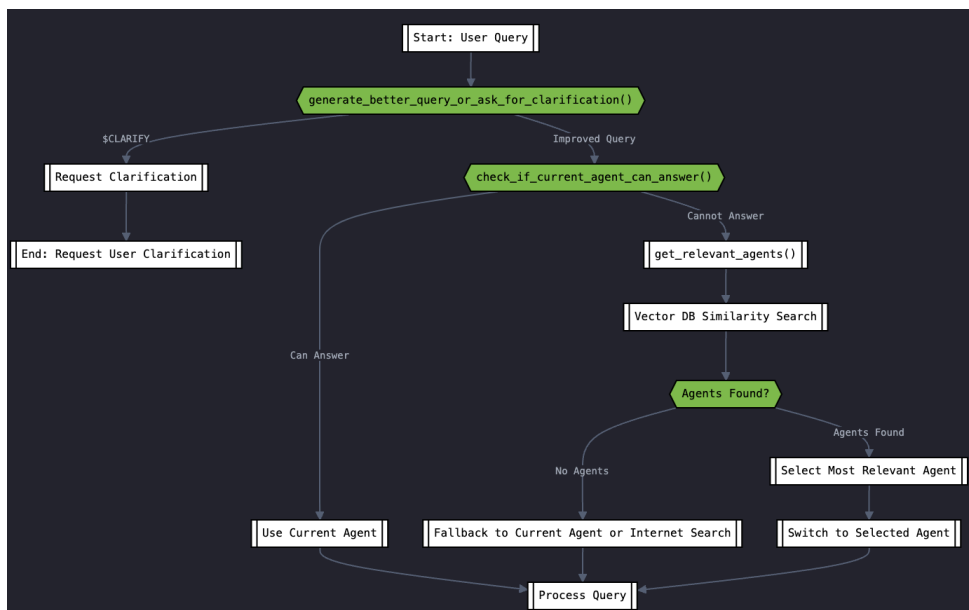 Start: User Query
generate_better_query_or_ask_for_clarification()
$CLARIFY
Improved Query
Request Clarification
check_if_current_agent_can_answer()
Cannot Answer
End: Request User Clarification
get_relevant_agents()
Vector DB Similarity Search
Can Answer
Agents Found?
Agents Found
No Agents
Select Most Relevant Agent
Use Current Agent
Fallback to Current Agent or Internet Search
Switch to Selected Agent
Process Query